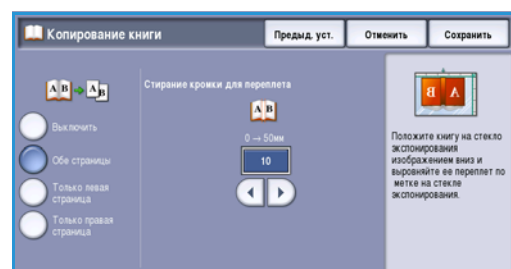 Копирование книги
Предыд. уст.
Отменить
Сохранить
A B A B
Выключить
Обе страницы
Только левая
страница
Только правая
страница
Стирание кромки для переплета
A B
0 → 50мм
10
B A
Положите книгу на стекло
экспонирования
изображением вниз и
выровняйте ее переплет по
метке на стекле
экспонирования.